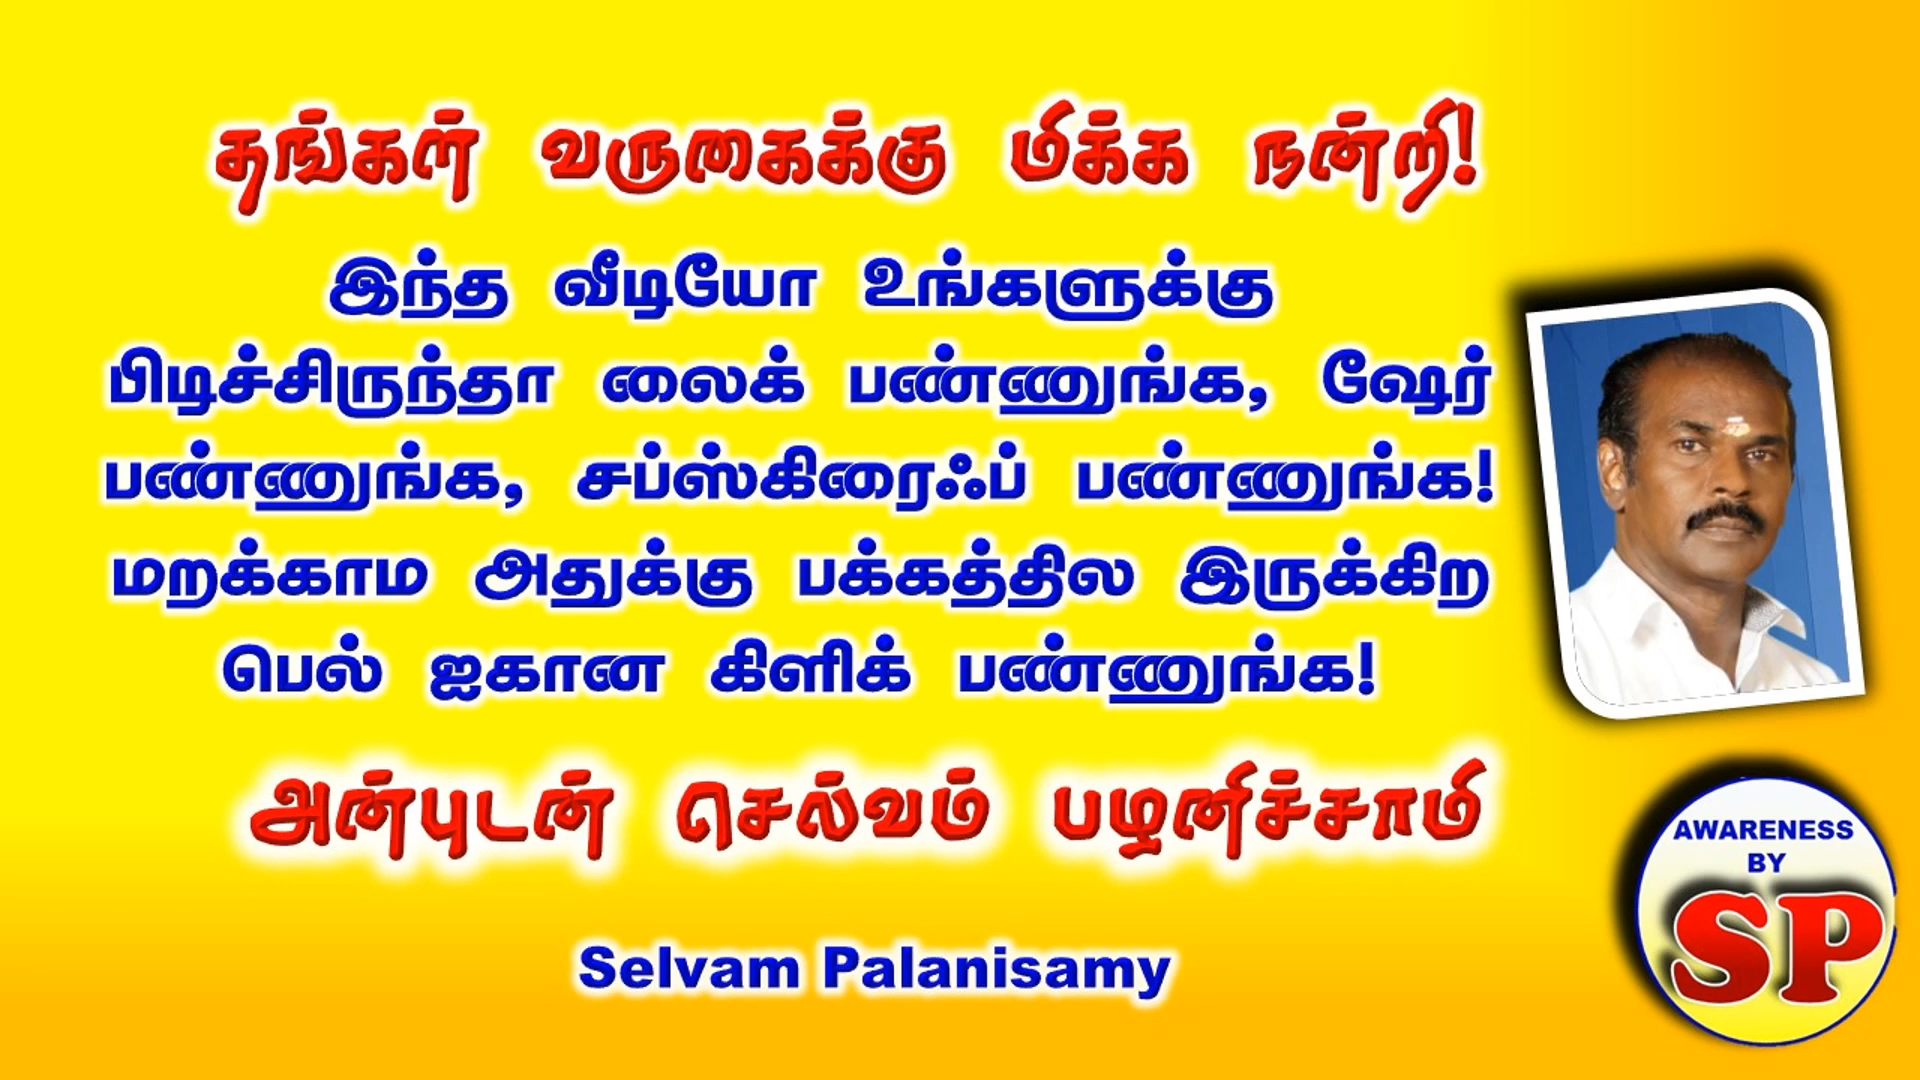 தங்கள் வருகைக்கு மிக்க நன்றி!
இந்த வீடியோ உங்களுக்கு
பிடிச்சிருந்தா லைக் பண்ணுங்க, ஷேர்
பண்ணுங்க, சப்ஸ்கிரைஃப் பண்ணுங்க!
மறக்காம அதுக்கு பக்கத்தில இருக்கிற
பெல் ஐகான கிளிக் பண்ணுங்க!
அன்புடன் செல்வம் பழனிச்சாமி
Selvam Palanisamy
AWARENESS
BY
SP